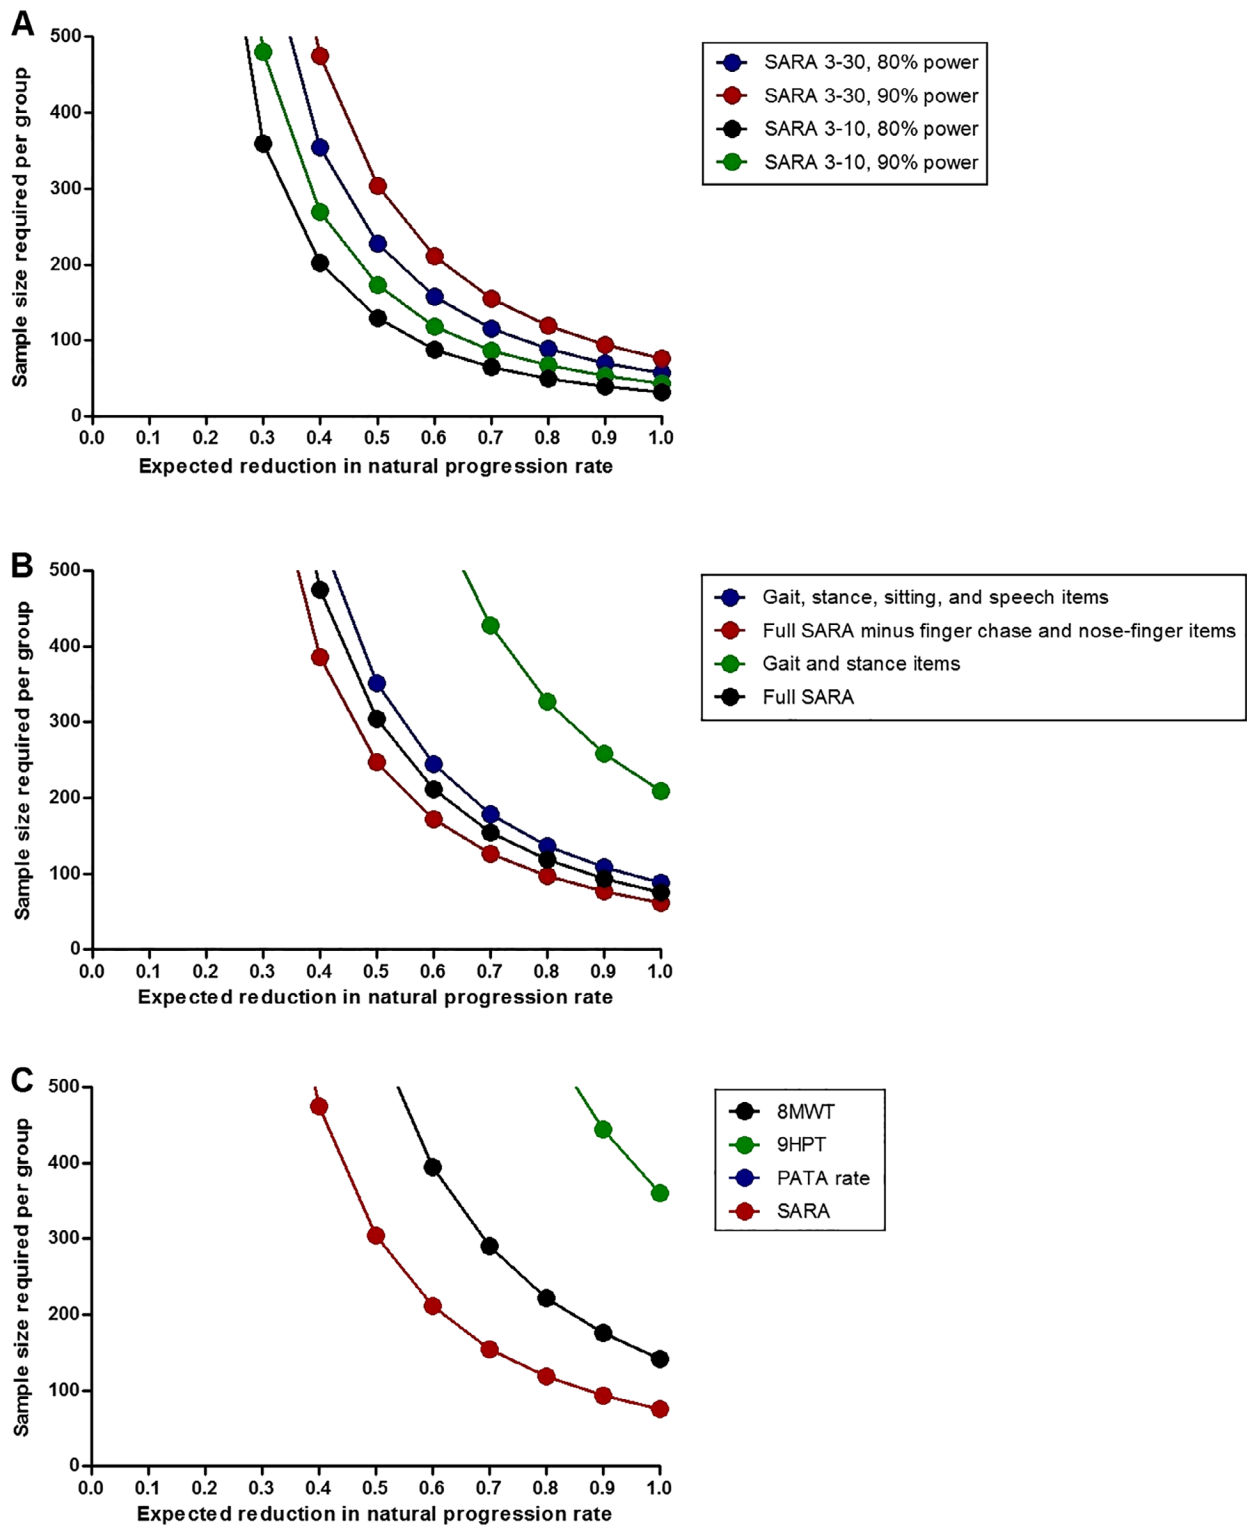 A
500
400
300
200
100
0
Sample size required per group
0.0 0.1 0.2 0.3 0.4 0.5 0.6 0.7 0.8 0.9 1.0
Expected reduction in natural progression rate
SARA 3-30, 80% power
SARA 3-30, 90% power
SARA 3-10, 80% power
SARA 3-10, 90% power
B
500
400
300
200
100
0
Sample size required per group
0.0 0.1 0.2 0.3 0.4 0.5 0.6 0.7 0.8 0.9 1.0
Expected reduction in natural progression rate
Gait, stance, sitting, and speech items
Full SARA minus finger chase and nose-finger items
Gait and stance items
Full SARA
C
500
400
300
200
100
0
Sample size required per group
0.0 0.1 0.2 0.3 0.4 0.5 0.6 0.7 0.8 0.9 1.0
Expected reduction in natural progression rate
8MWT
9HPT
PATA rate
SARA